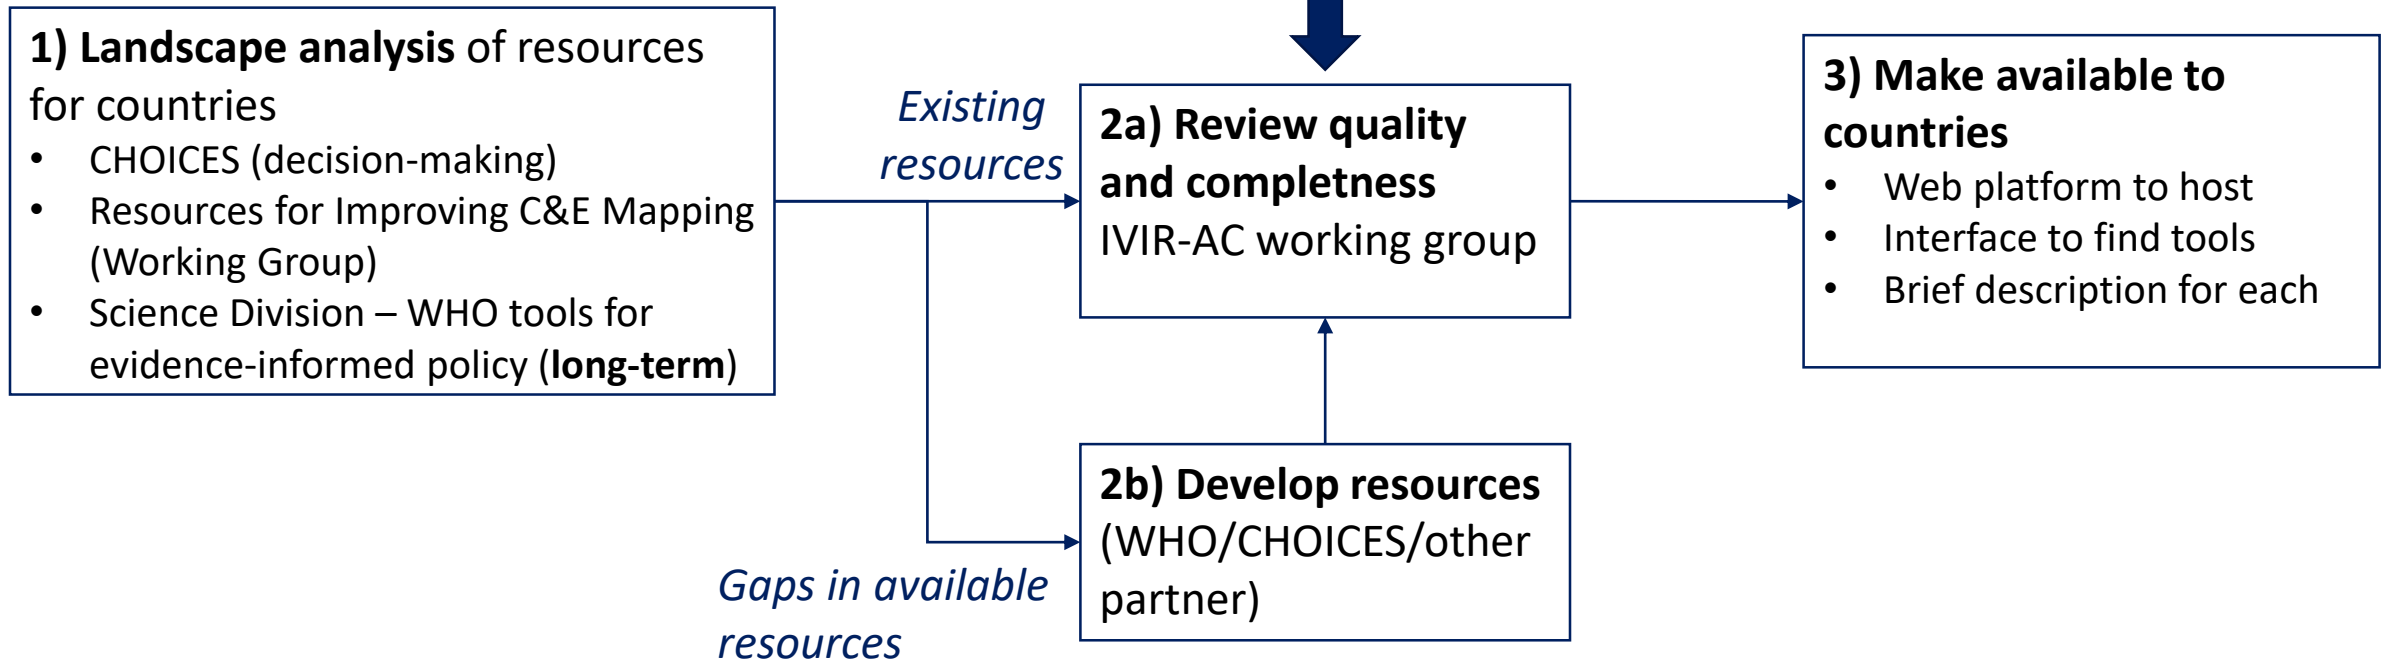 1) Landscape analysis of resources
for countries
• CHOICES (decision-making)
• Resources for Improving C&E Mapping
(Working Group)
• Science Division – WHO tools for
evidence-informed policy (long-term)
Existing
resources
Gaps in available
resources
2a) Review quality
and completness
IVIR-AC working group
2b) Develop resources
(WHO/CHOICES/other
partner)
3) Make available to
countries
• Web platform to host
• Interface to find tools
• Brief description for each